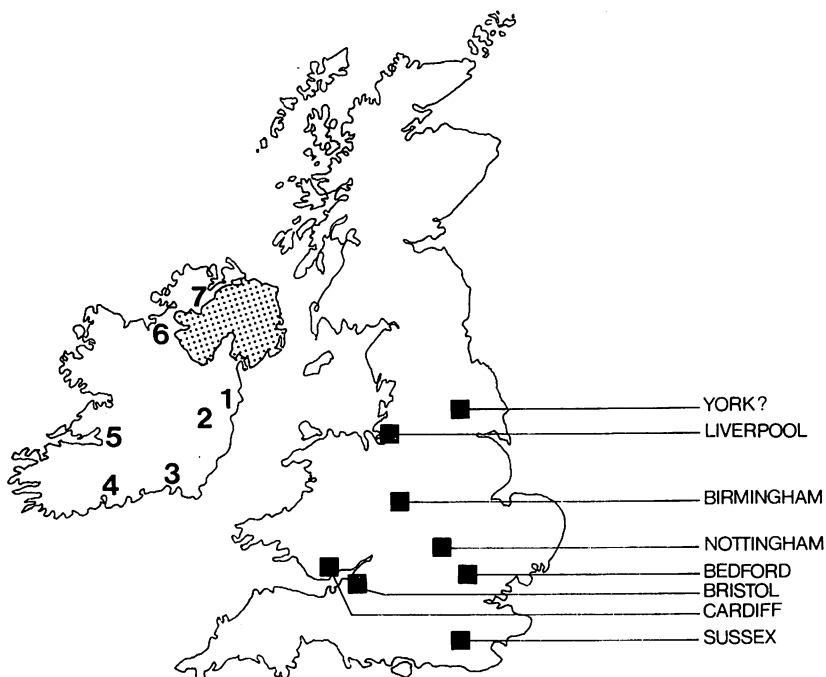 7
6
1
2
5
3
4
YORK?
LIVERPOOL
BIRMINGHAM
NOTTINGHAM
BEDFORD
BRISTOL
CARDIFF
SUSSEX